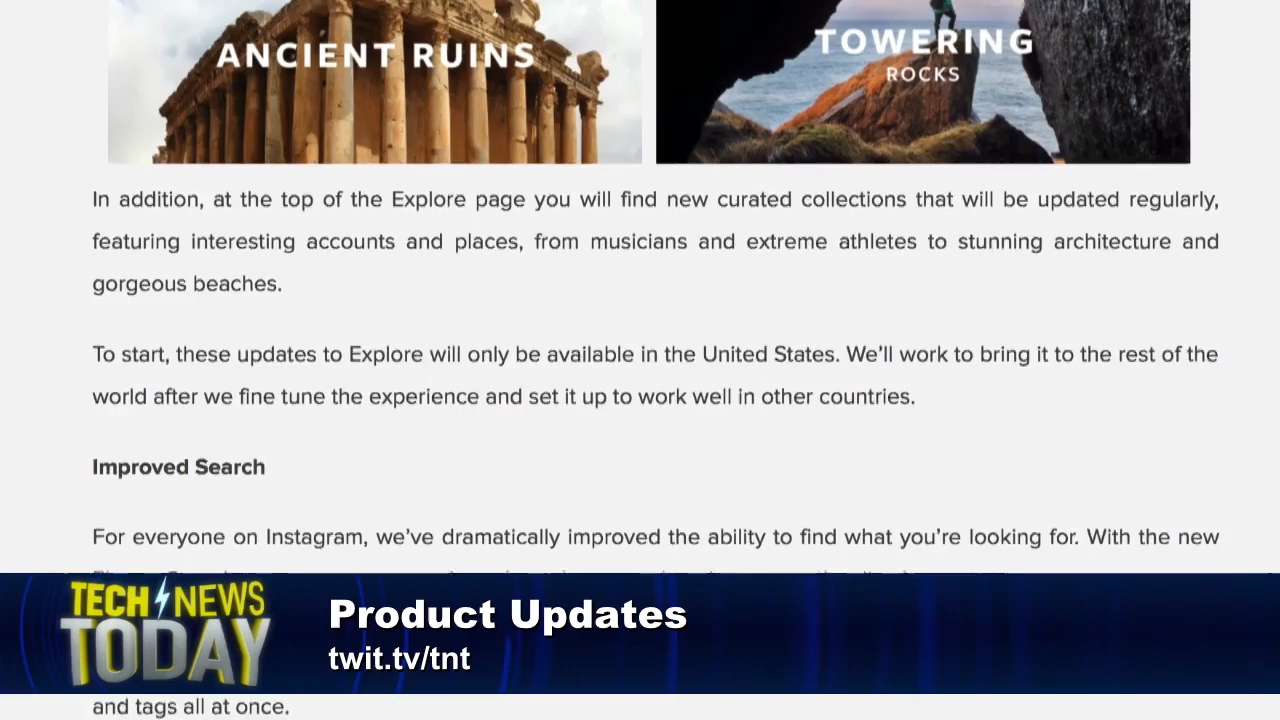 ANCIENT RUINS
TOWERING
ROCKS
In addition, at the top of the Explore page you will find new curated collections that will be updated regularly,
featuring interesting accounts and places, from musicians and extreme athletes to stunning architecture and
gorgeous beaches.
To start, these updates to Explore will only be available in the United States. We’ll work to bring it to the rest of the
world after we fine tune the experience and set it up to work well in other countries.
Improved Search
For everyone on Instagram, we’ve dramatically improved the ability to find what you’re looking for. With the new
TECH NEWS
TODAY
Product Updates
twit.tv/tnt
and tags all at once.